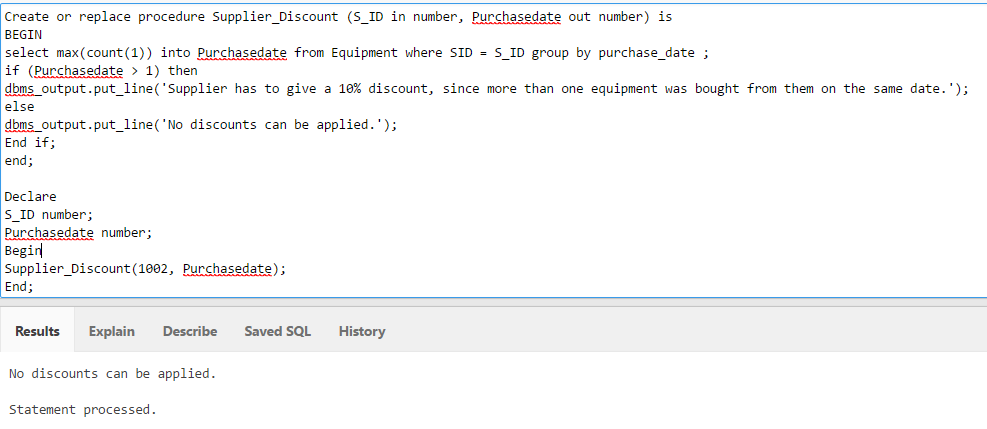 Create or replace procedure Supplier_Discount (S_ID in number, Purchasedate out number) is
BEGIN
select max(count(1)) into Purchasedate from Equipment where SID = S_ID group by purchase_date ;
if (Purchasedate > 1) then
dbms_output.put_line('Supplier has to give a 10% discount, since more than one equipment was bought from them on the same date.');
else
dbms_output.put_line('No discounts can be applied.');
End if;
end;
Declare
S_ID number;
Purchasedate number;
Begin
Supplier_Discount(1002, Purchasedate);
End;
Results Explain Describe Saved SQL History
No discounts can be applied.
Statement processed.